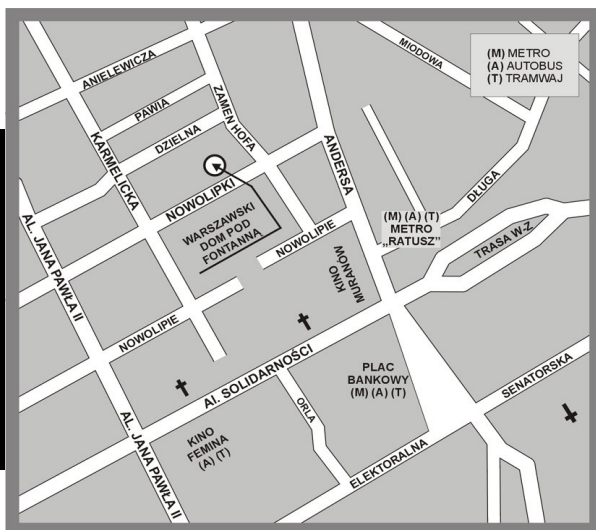 MIODOWA
(M) METRO
(A) AUTOBUS
(T) TRAMWAJ
ANIELEWICZA
PAWIA
ZAMENHOFA
DZIELNA
KARMELICKA
ANDERSA
DŁUGA
NOWOLIPKI
AL. JANA PAWŁA II
WARSZAWSKI
DOM POD
FONTANNĄ
(M) (A) (T)
METRO
„RATUSZ”
NOWOLIPIE
TRASA W-Z
KINO
MURANÓW
NOWOLIPIE
Al. SOLIDARNOŚCI
PLAC
BANKOWY
(M) (A) (T)
SENATORSKA
ORLA
AL. JANA PAWŁA II
KINO
FEMINA
(A) (T)
ELEKTORALNA